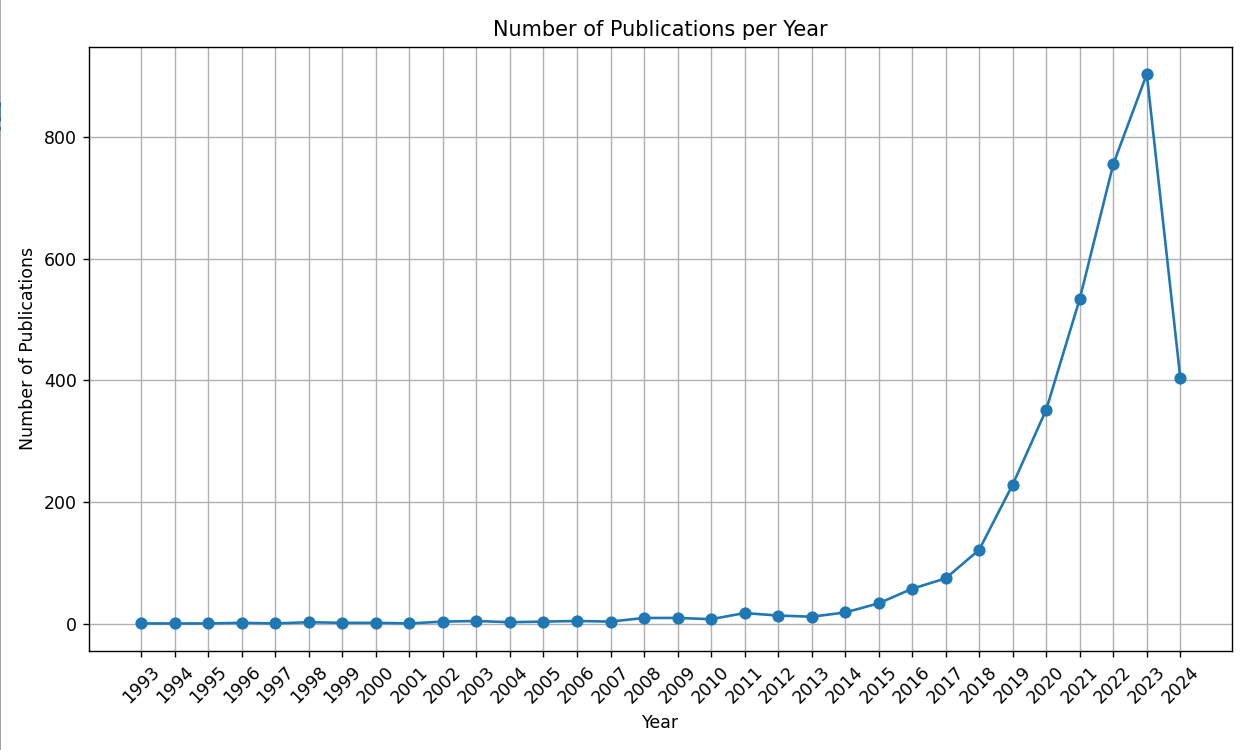 Number of Publications per Year
Number of Publications
800
600
400
200
0
1993 1994 1995 1996 1997 1998 1999 2000 2001 2002 2003 2004 2005 2006 2007 2008 2009 2010 2011 2012 2013 2014 2015 2016 2017 2018 2019 2020 2021 2022 2023 2024
Year